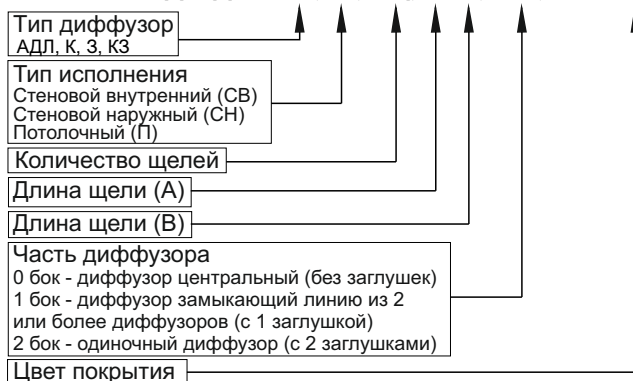 Тип диффузор
АДЛ, К, З, КЗ
Тип исполнения
Стеновой внутренний (СВ)
Стеновой наружный (СН)
Потолочный (П)
Количество щелей
Длина щели (А)
Длина щели (В)
Часть диффузора
0 бок - диффузор центральный (без заглушек)
1 бок - диффузор замыкающий линию из 2
или более диффузоров (с 1 заглушкой)
2 бок - одиночный диффузор (с 2 заглушками)
Цвет покрытия